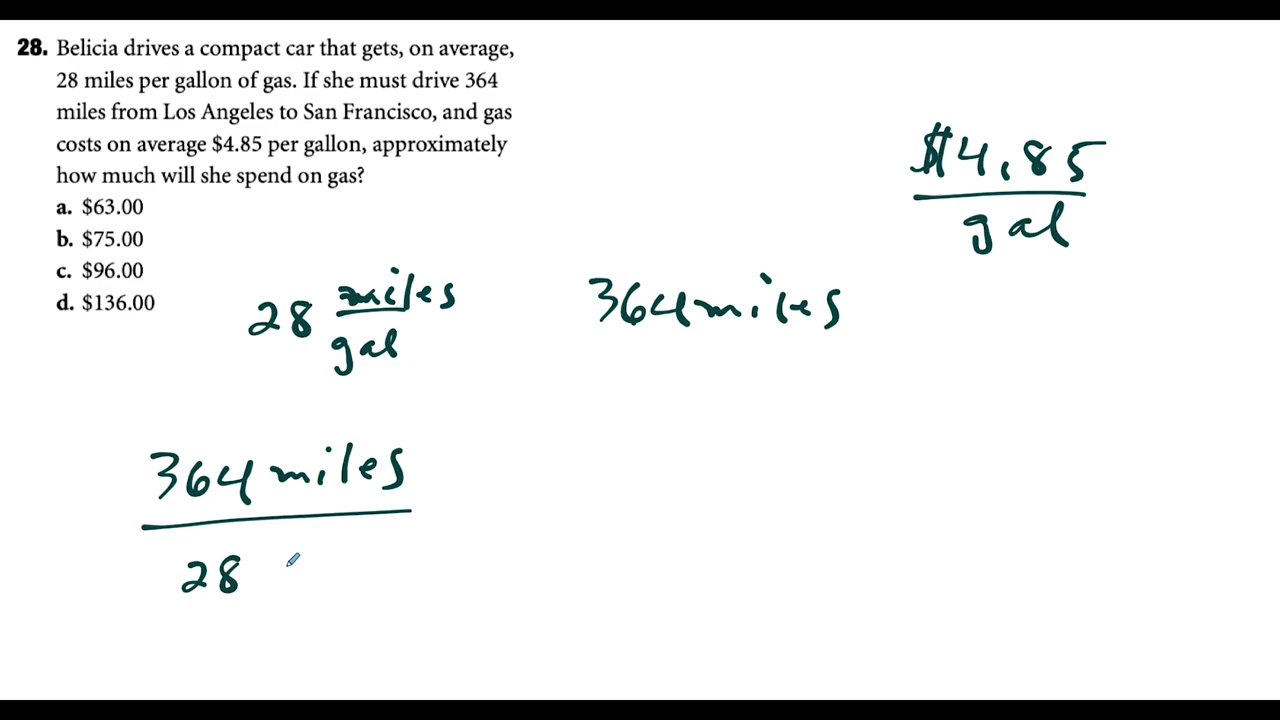 28. Belicia drives a compact car that gets, on average,
28 miles per gallon of gas. If she must drive 364
miles from Los Angeles to San Francisco, and gas
costs on average $4.85 per gallon, approximately
how much will she spend on gas?
a. $63.00
b. $75.00
c. $96.00
d. $136.00
$4.85
gal
28 miles
gal
364 miles
364 miles
28